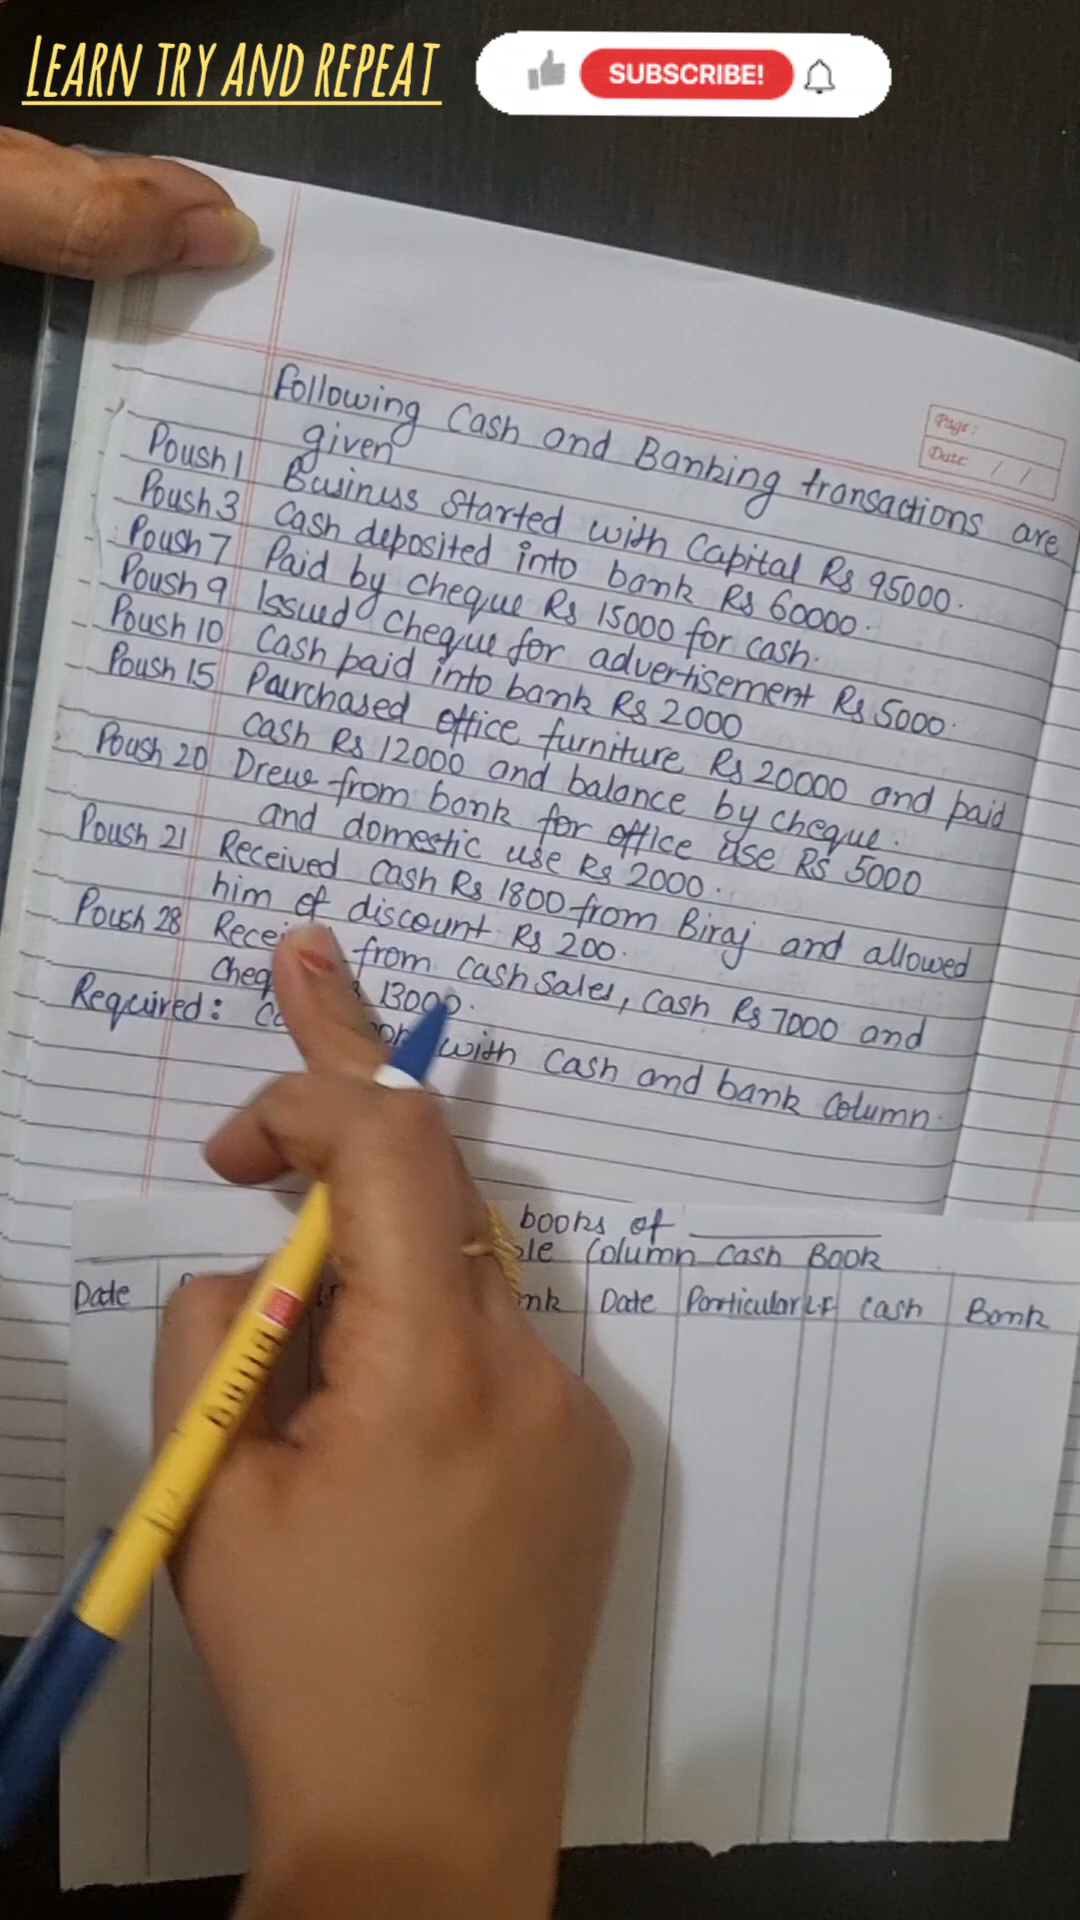 LEARN TRY AND REPEAT
SUBSCRIBE!
Page:
Date / /
Following Cash and Banking transactions are
given
Poush 1 Business Started with Capital Rs 95000.
Poush 3 Cash deposited into bank Rs 60000.
Poush 7 Paid by cheque Rs 15000 for cash.
Poush 9 Issued cheque for advertisement Rs 5000.
Poush 10 Cash paid into bank Rs 2000
Poush 15 Purchased office furniture Rs 20000 and paid
cash Rs 12000 and balance by cheque.
Poush 20 Drew from bank for office use Rs 5000
and domestic use Rs 2000.
Poush 21 Received cash Rs 1800 from Biraj and allowed
him of discount Rs 200.
Poush 28 from cash sales, cash Rs 7000 and
13000.
Required: with Cash and bank Column.
books of
Column Cash Book
Date Date Particular L.F Cash Bank